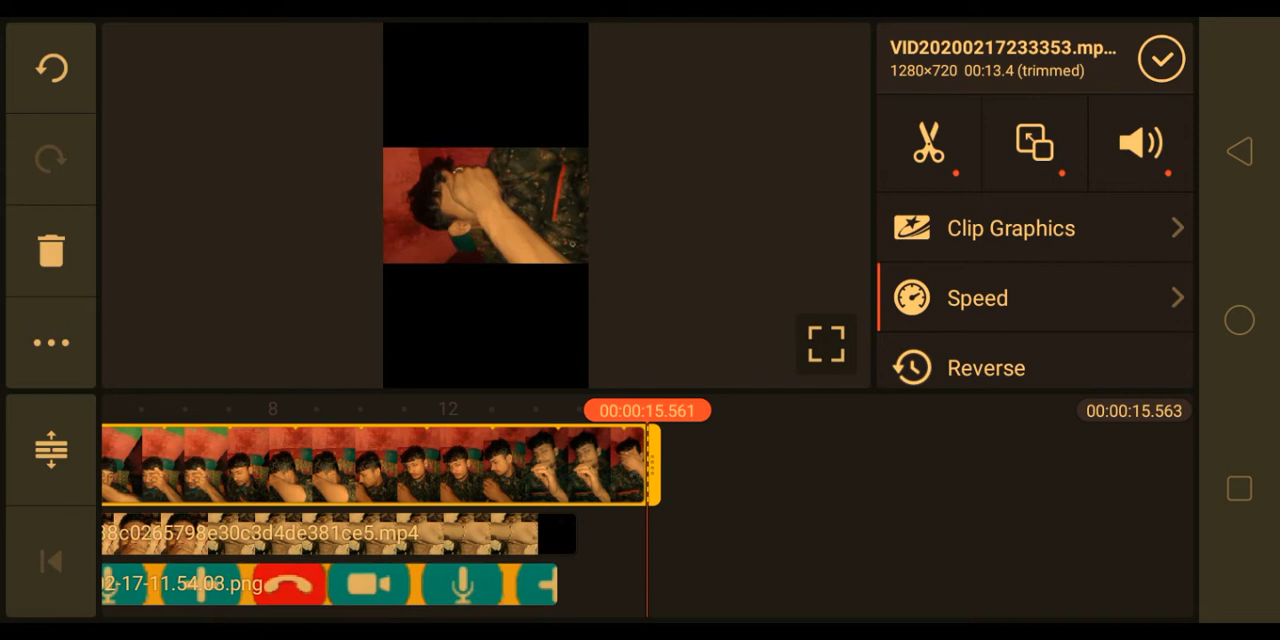 VID20200217233353.mp...
1280×720 00:13.4 (trimmed)
Clip Graphics
Speed
Reverse
8
12
00:00:15.561
00:00:15.563
8c0265798e30c3d4de381ce5.mp4
2-17-11.54.03.png